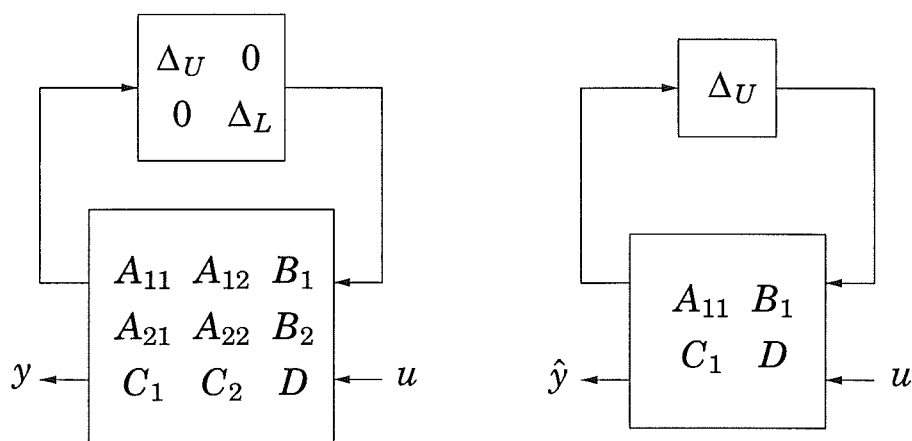 Δ_U 0
0 Δ_L
A_11 A_12 B_1
A_21 A_22 B_2
y C_1 C_2 D u
Δ_U
A_11 B_1
ŷ C_1 D u